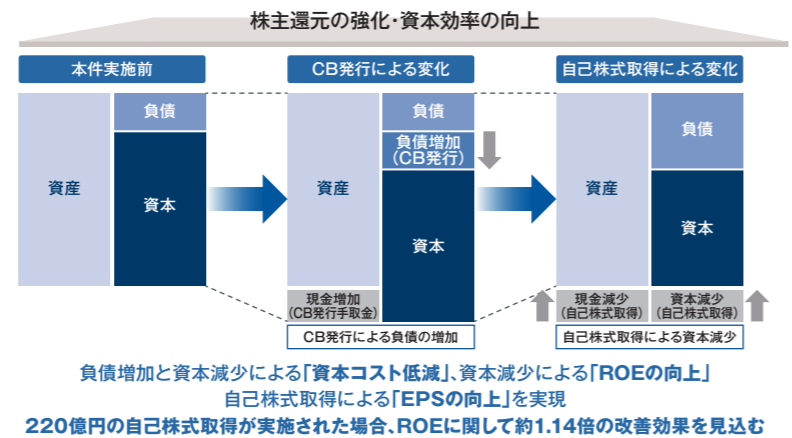 株主還元の強化・資本効率の向上
本件実施前
CB発行による変化
自己株式取得による変化
資産
負債
資本
資産
負債
負債増加
(CB発行)
資本
現金増加
(CB発行手取金)
CB発行による負債の増加
資産
負債
資本
現金減少
(自己株式取得)
資本減少
(自己株式取得)
自己株式取得による資本減少
負債増加と資本減少による「資本コスト低減」、資本減少による「ROEの向上」
自己株式取得による「EPSの向上」を実現
220億円の自己株式取得が実施された場合、ROEに関して約1.14倍の改善効果を見込む